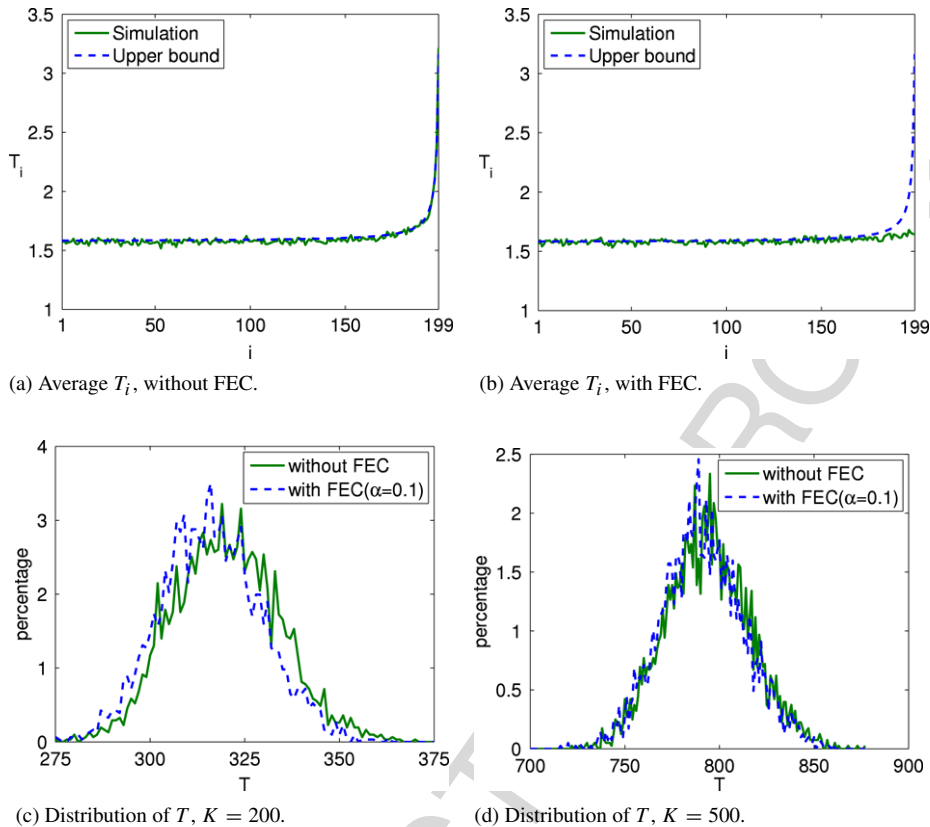 3.5
3
2.5
2
1.5
1
T_i
Simulation
Upper bound
1 50 100 150 199
i
(a) Average T_i, without FEC.
3.5
3
2.5
2
1.5
1
T_i
Simulation
Upper bound
1 50 100 150 199
i
(b) Average T_i, with FEC.
4
3
2
1
0
percentage
without FEC
with FEC(α=0.1)
275 300 325 350 375
T
(c) Distribution of T, K = 200.
2.5
2
1.5
1
0.5
0
percentage
without FEC
with FEC(α=0.1)
700 750 800 850 900
T
(d) Distribution of T, K = 500.